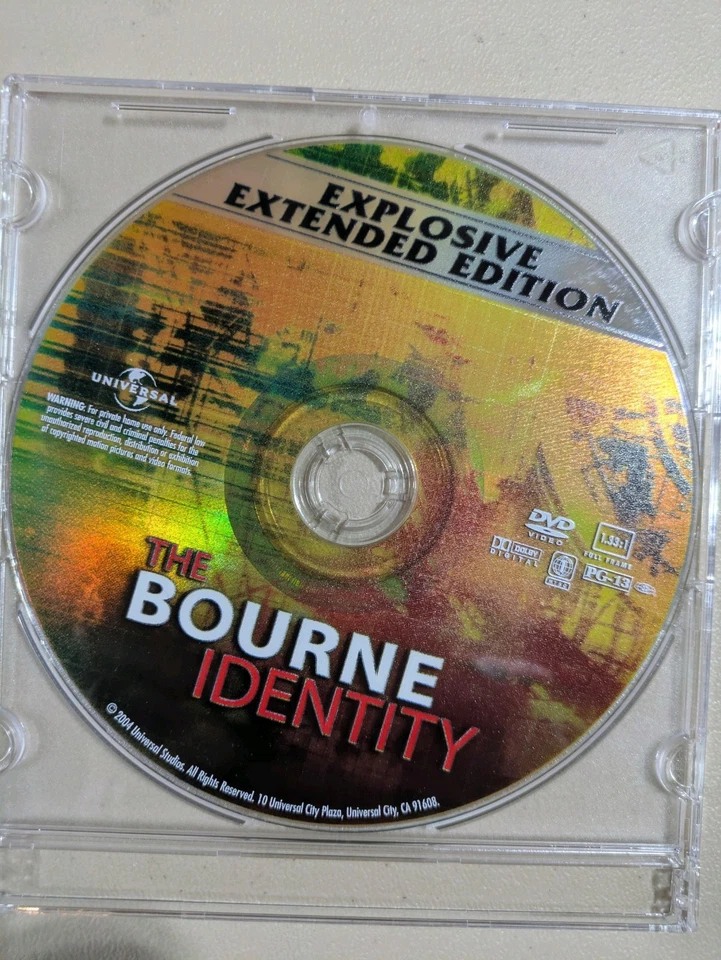 EXPLOSIVE
EXTENDED EDITION
UNIVERSAL
WARNING: For private home use only. Federal law
provides severe civil and criminal penalties for the
unauthorized reproduction, distribution or exhibition
of copyrighted motion pictures and video formats.
DVD
VIDEO
1.33:1
FULL FRAME
DOLBY
DIGITAL
PG-13
THE
BOURNE
IDENTITY
© 2004 Universal Studios. All Rights Reserved. 10 Universal City Plaza, Universal City, CA 91608.